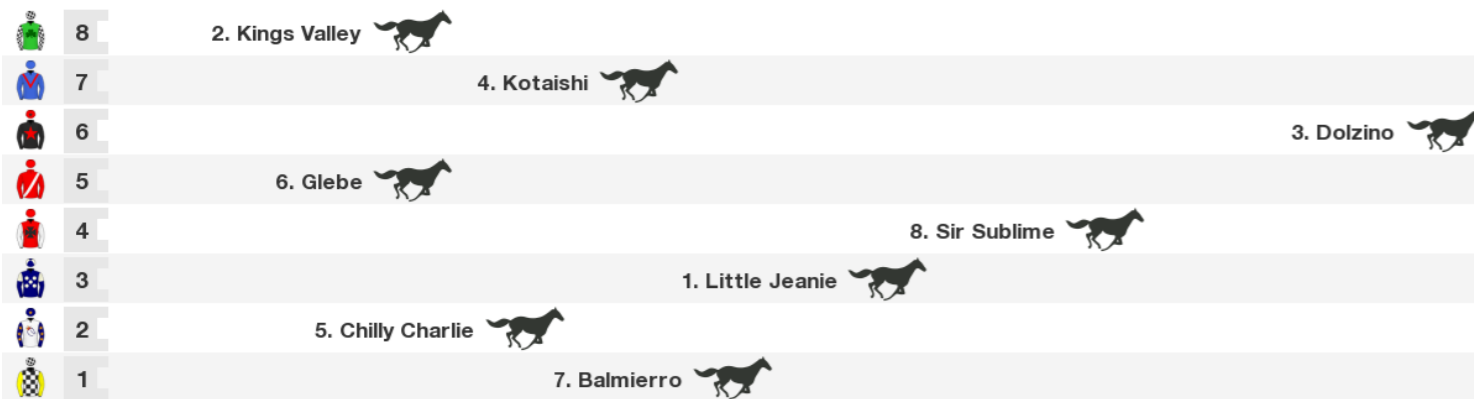 8 2. Kings Valley
7 4. Kotaishi
6 3. Dolzino
5 6. Glebe
4 8. Sir Sublime
3 1. Little Jeanie
2 5. Chilly Charlie
1 7. Balmierro